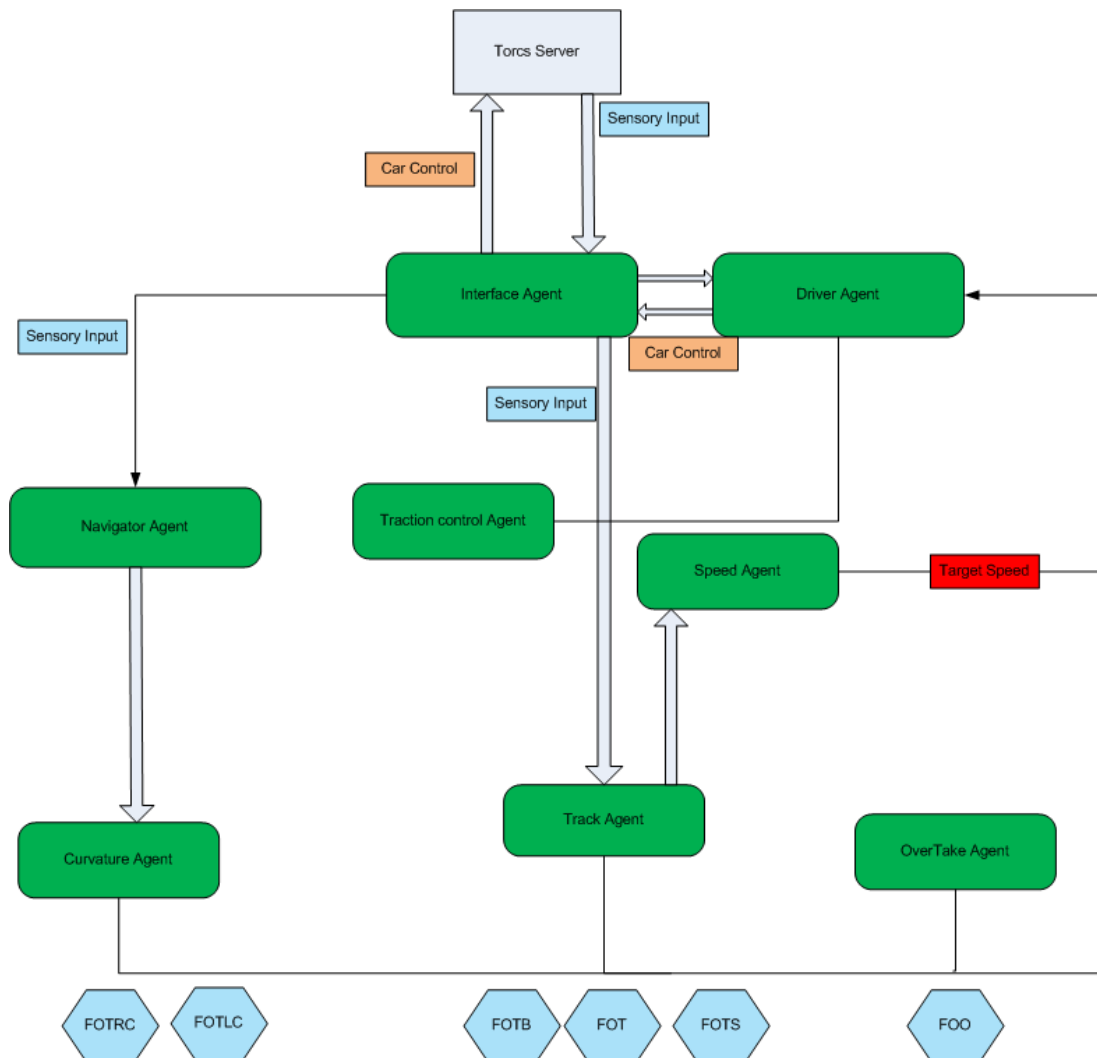 Torcs Server
Sensory Input
Car Control
Interface Agent
Driver Agent
Sensory Input
Car Control
Sensory Input
Navigator Agent
Traction control Agent
Speed Agent
Target Speed
Track Agent
OverTake Agent
Curvature Agent
FOTRC
FOTLC
FOTB
FOT
FOTS
FOO